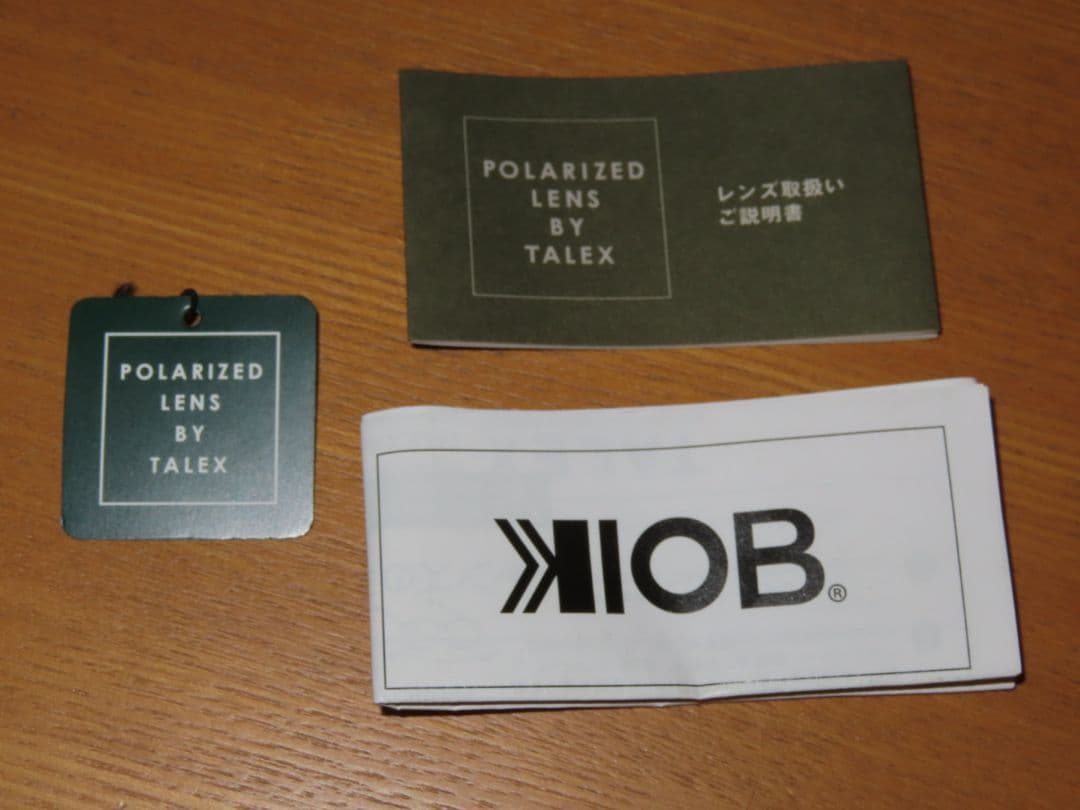 POLARIZED
LENS
BY
TALEX
レンズ取扱い
ご説明書
POLARIZED
LENS
BY
TALEX
KIOB®